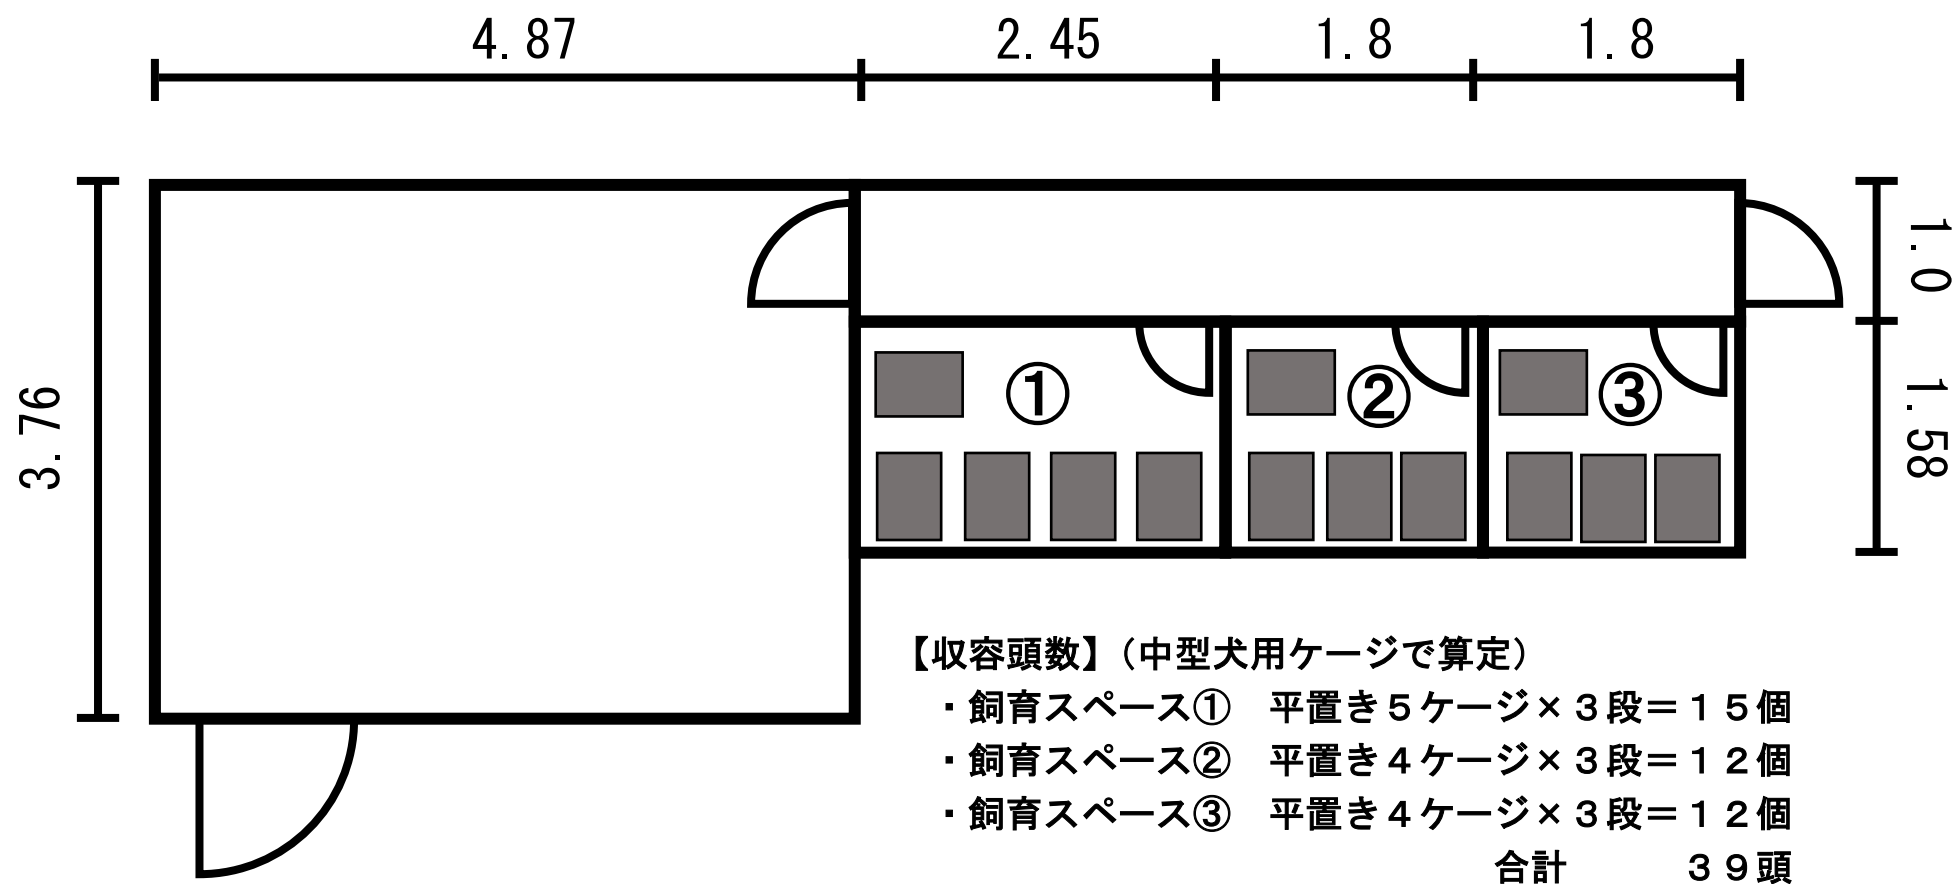 4.87
2.45
1.8
1.8
3.76
1.0
1.58
①
②
③
【収容頭数】（中型犬用ケージで算定）
・飼育スペース①　平置き５ケージ×３段＝１５個
・飼育スペース②　平置き４ケージ×３段＝１２個
・飼育スペース③　平置き４ケージ×３段＝１２個
合計　　　３９頭